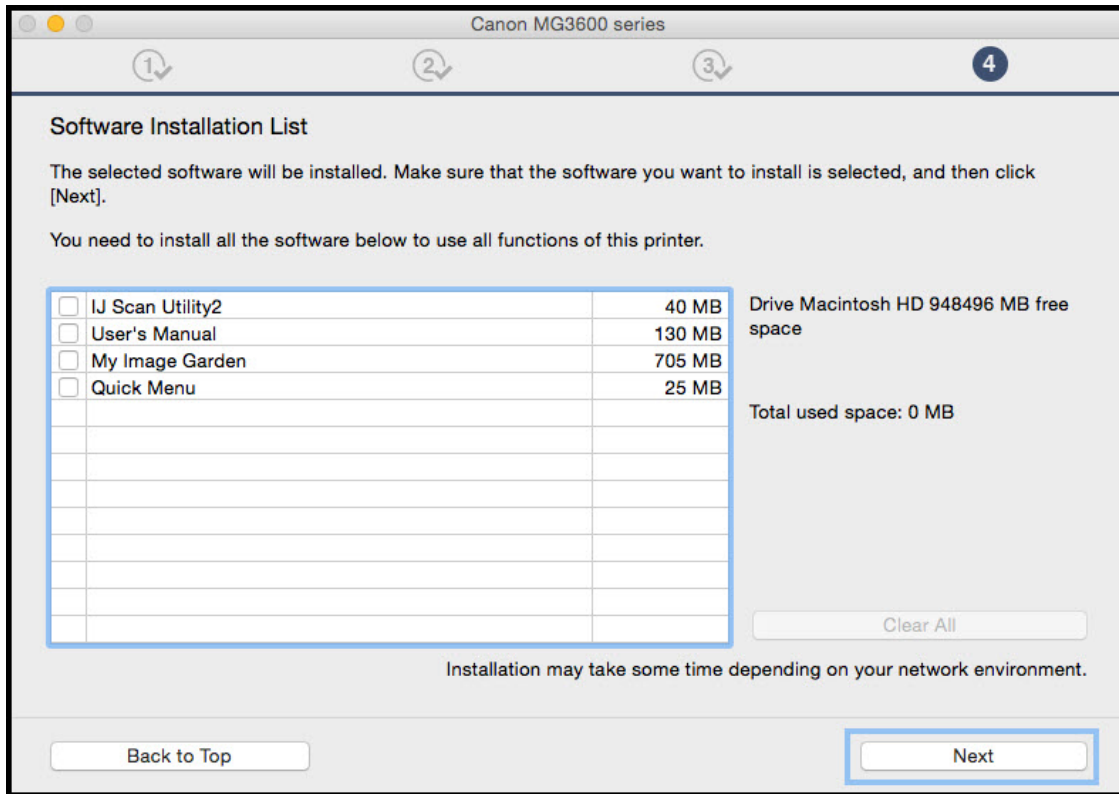 Canon MG3600 series
1 2 3 4
Software Installation List
The selected software will be installed. Make sure that the software you want to install is selected, and then click
[Next].
You need to install all the software below to use all functions of this printer.
IJ Scan Utility2 40 MB
User's Manual 130 MB
My Image Garden 705 MB
Quick Menu 25 MB
Drive Macintosh HD 948496 MB free
space
Total used space: 0 MB
Clear All
Installation may take some time depending on your network environment.
Back to Top Next